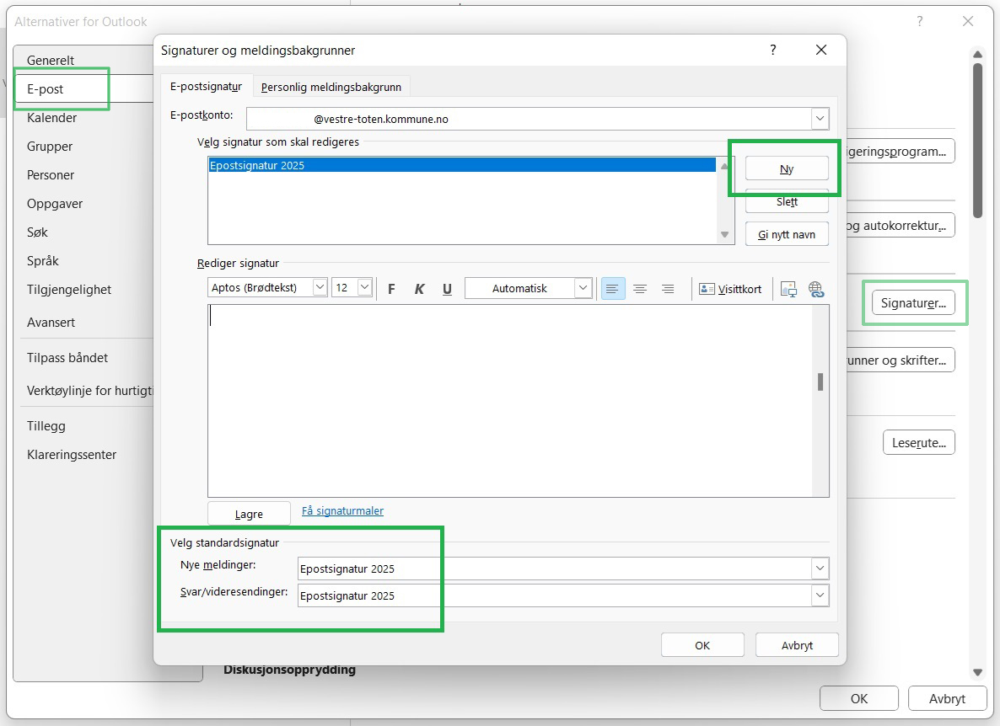 Alternativer for Outlook
?
Generelt
E-post
Kalender
Grupper
Personer
Oppgaver
Søk
Språk
Tilgjengelighet
Avansert
Tilpass båndet
Verktøylinje for hurtigti
Tillegg
Klareringssenter
Signaturer og meldingsbakgrunner
?
E-postsignatur
Personlig meldingsbakgrunn
E-postkonto:
@vestre-toten.kommune.no
Velg signatur som skal redigeres
Epostsignatur 2025
Ny
Slett
Gi nytt navn
Rediger signatur
Aptos (Brødtekst)
12
F
K
U
Automatisk
Visittkort
Lagre
Få signaturmaler
Velg standardsignatur
Nye meldinger:
Epostsignatur 2025
Svar/videresendinger:
Epostsignatur 2025
OK
Avbryt
igeringsprogram...
og autokorrektur...
Signaturer...
unner og skrifter...
Leserute...
Diskusjonsopprydding
OK
Avbryt